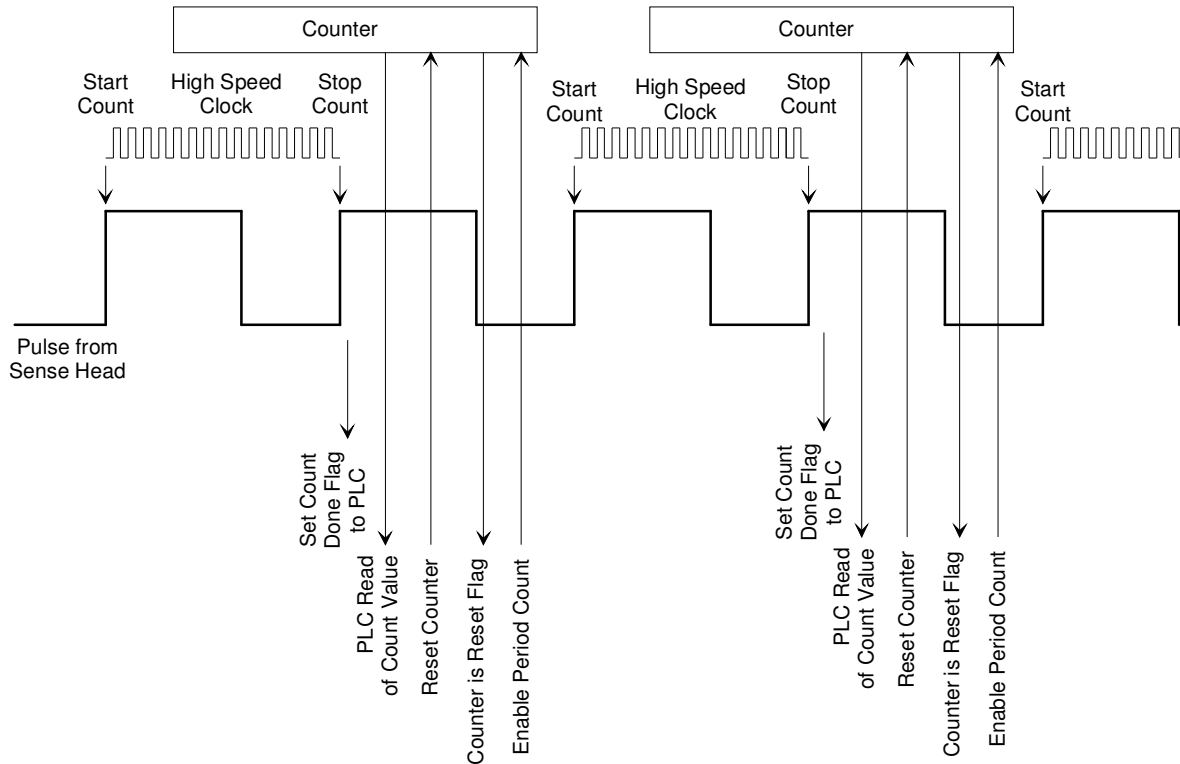 Counter
Counter
Start
Count
High Speed
Clock
Stop
Count
Start
Count
High Speed
Clock
Stop
Count
Start
Count
Pulse from
Sense Head
Set Count
Done Flag
to PLC
PLC Read
of Count Value
Reset Counter
Counter is Reset Flag
Enable Period Count
Set Count
Done Flag
to PLC
PLC Read
of Count Value
Reset Counter
Counter is Reset Flag
Enable Period Count